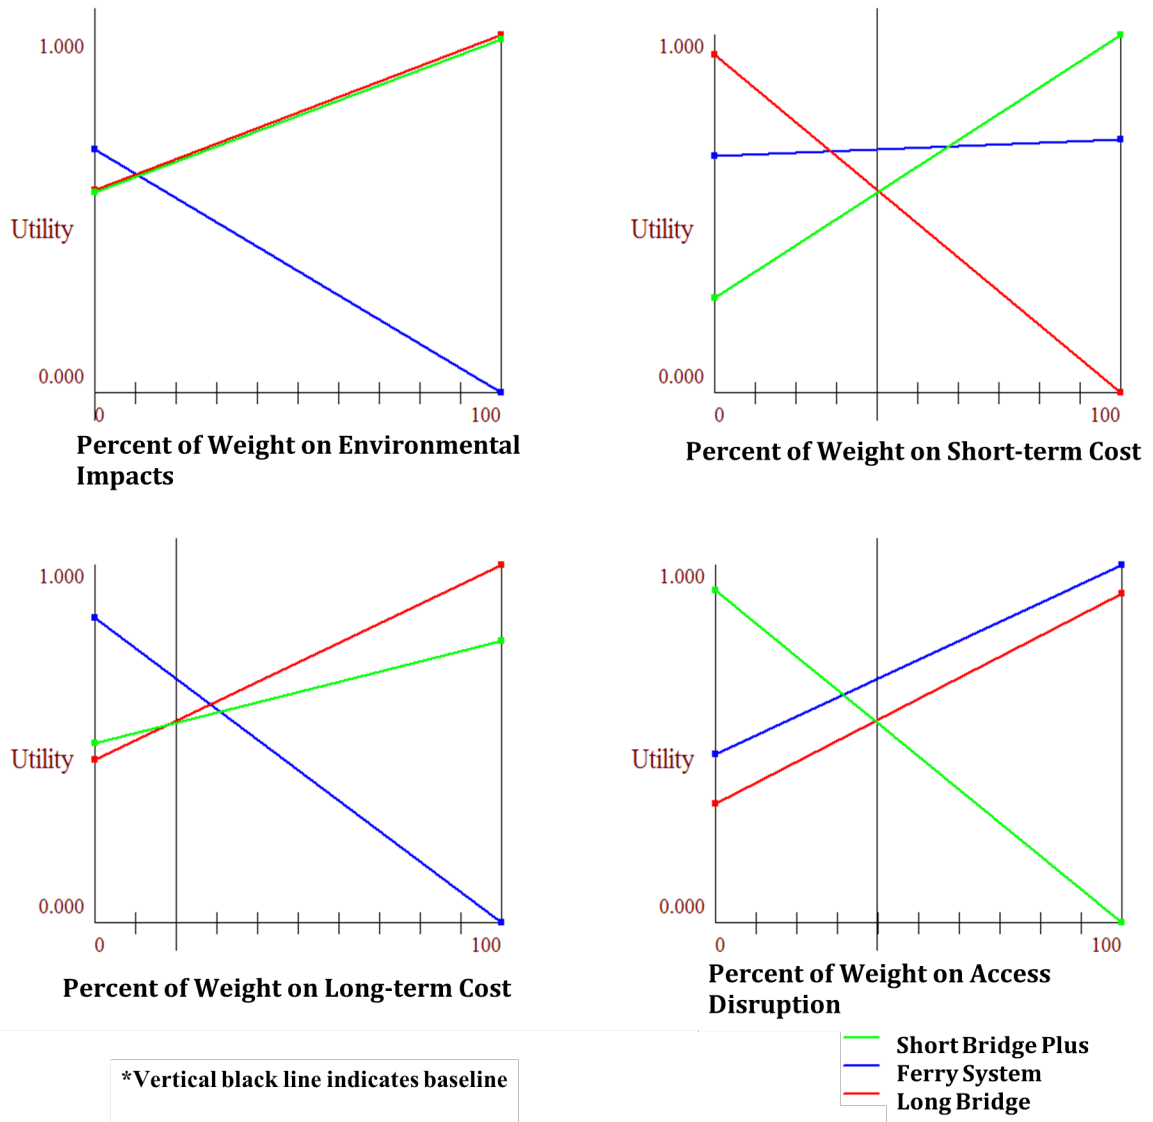 1.000
Utility
0.000
0
100
Percent of Weight on Environmental
Impacts
1.000
Utility
0.000
0
100
Percent of Weight on Short-term Cost
1.000
Utility
0.000
0
100
Percent of Weight on Long-term Cost
1.000
Utility
0.000
0
100
Percent of Weight on Access
Disruption
*Vertical black line indicates baseline
Short Bridge Plus
Ferry System
Long Bridge